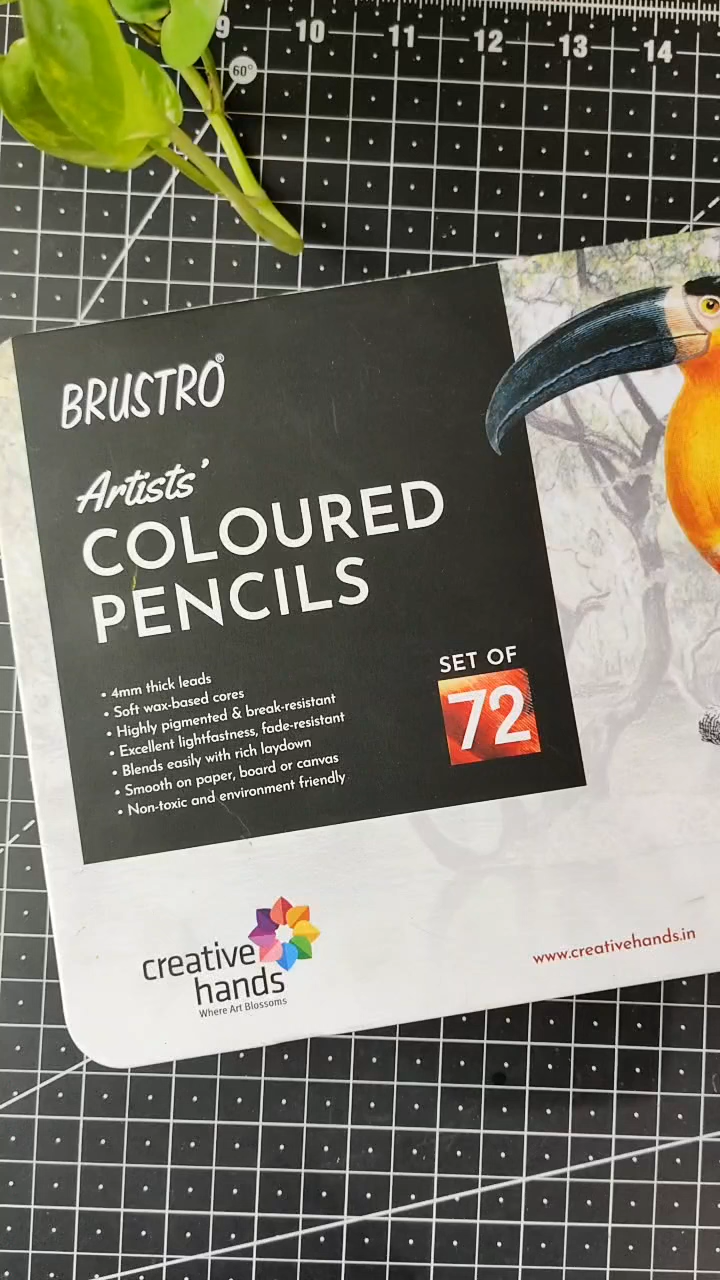 9 10 11 12 13 14
60°
BRUSTRO®
Artists'
COLOURED
PENCILS
• 4mm thick leads
• Soft wax-based cores
• Highly pigmented & break-resistant
• Excellent lightfastness, fade-resistant
• Blends easily with rich laydown
• Smooth on paper, board or canvas
• Non-toxic and environment friendly
SET OF
72
creative
hands
Where Art Blossoms
www.creativehands.in